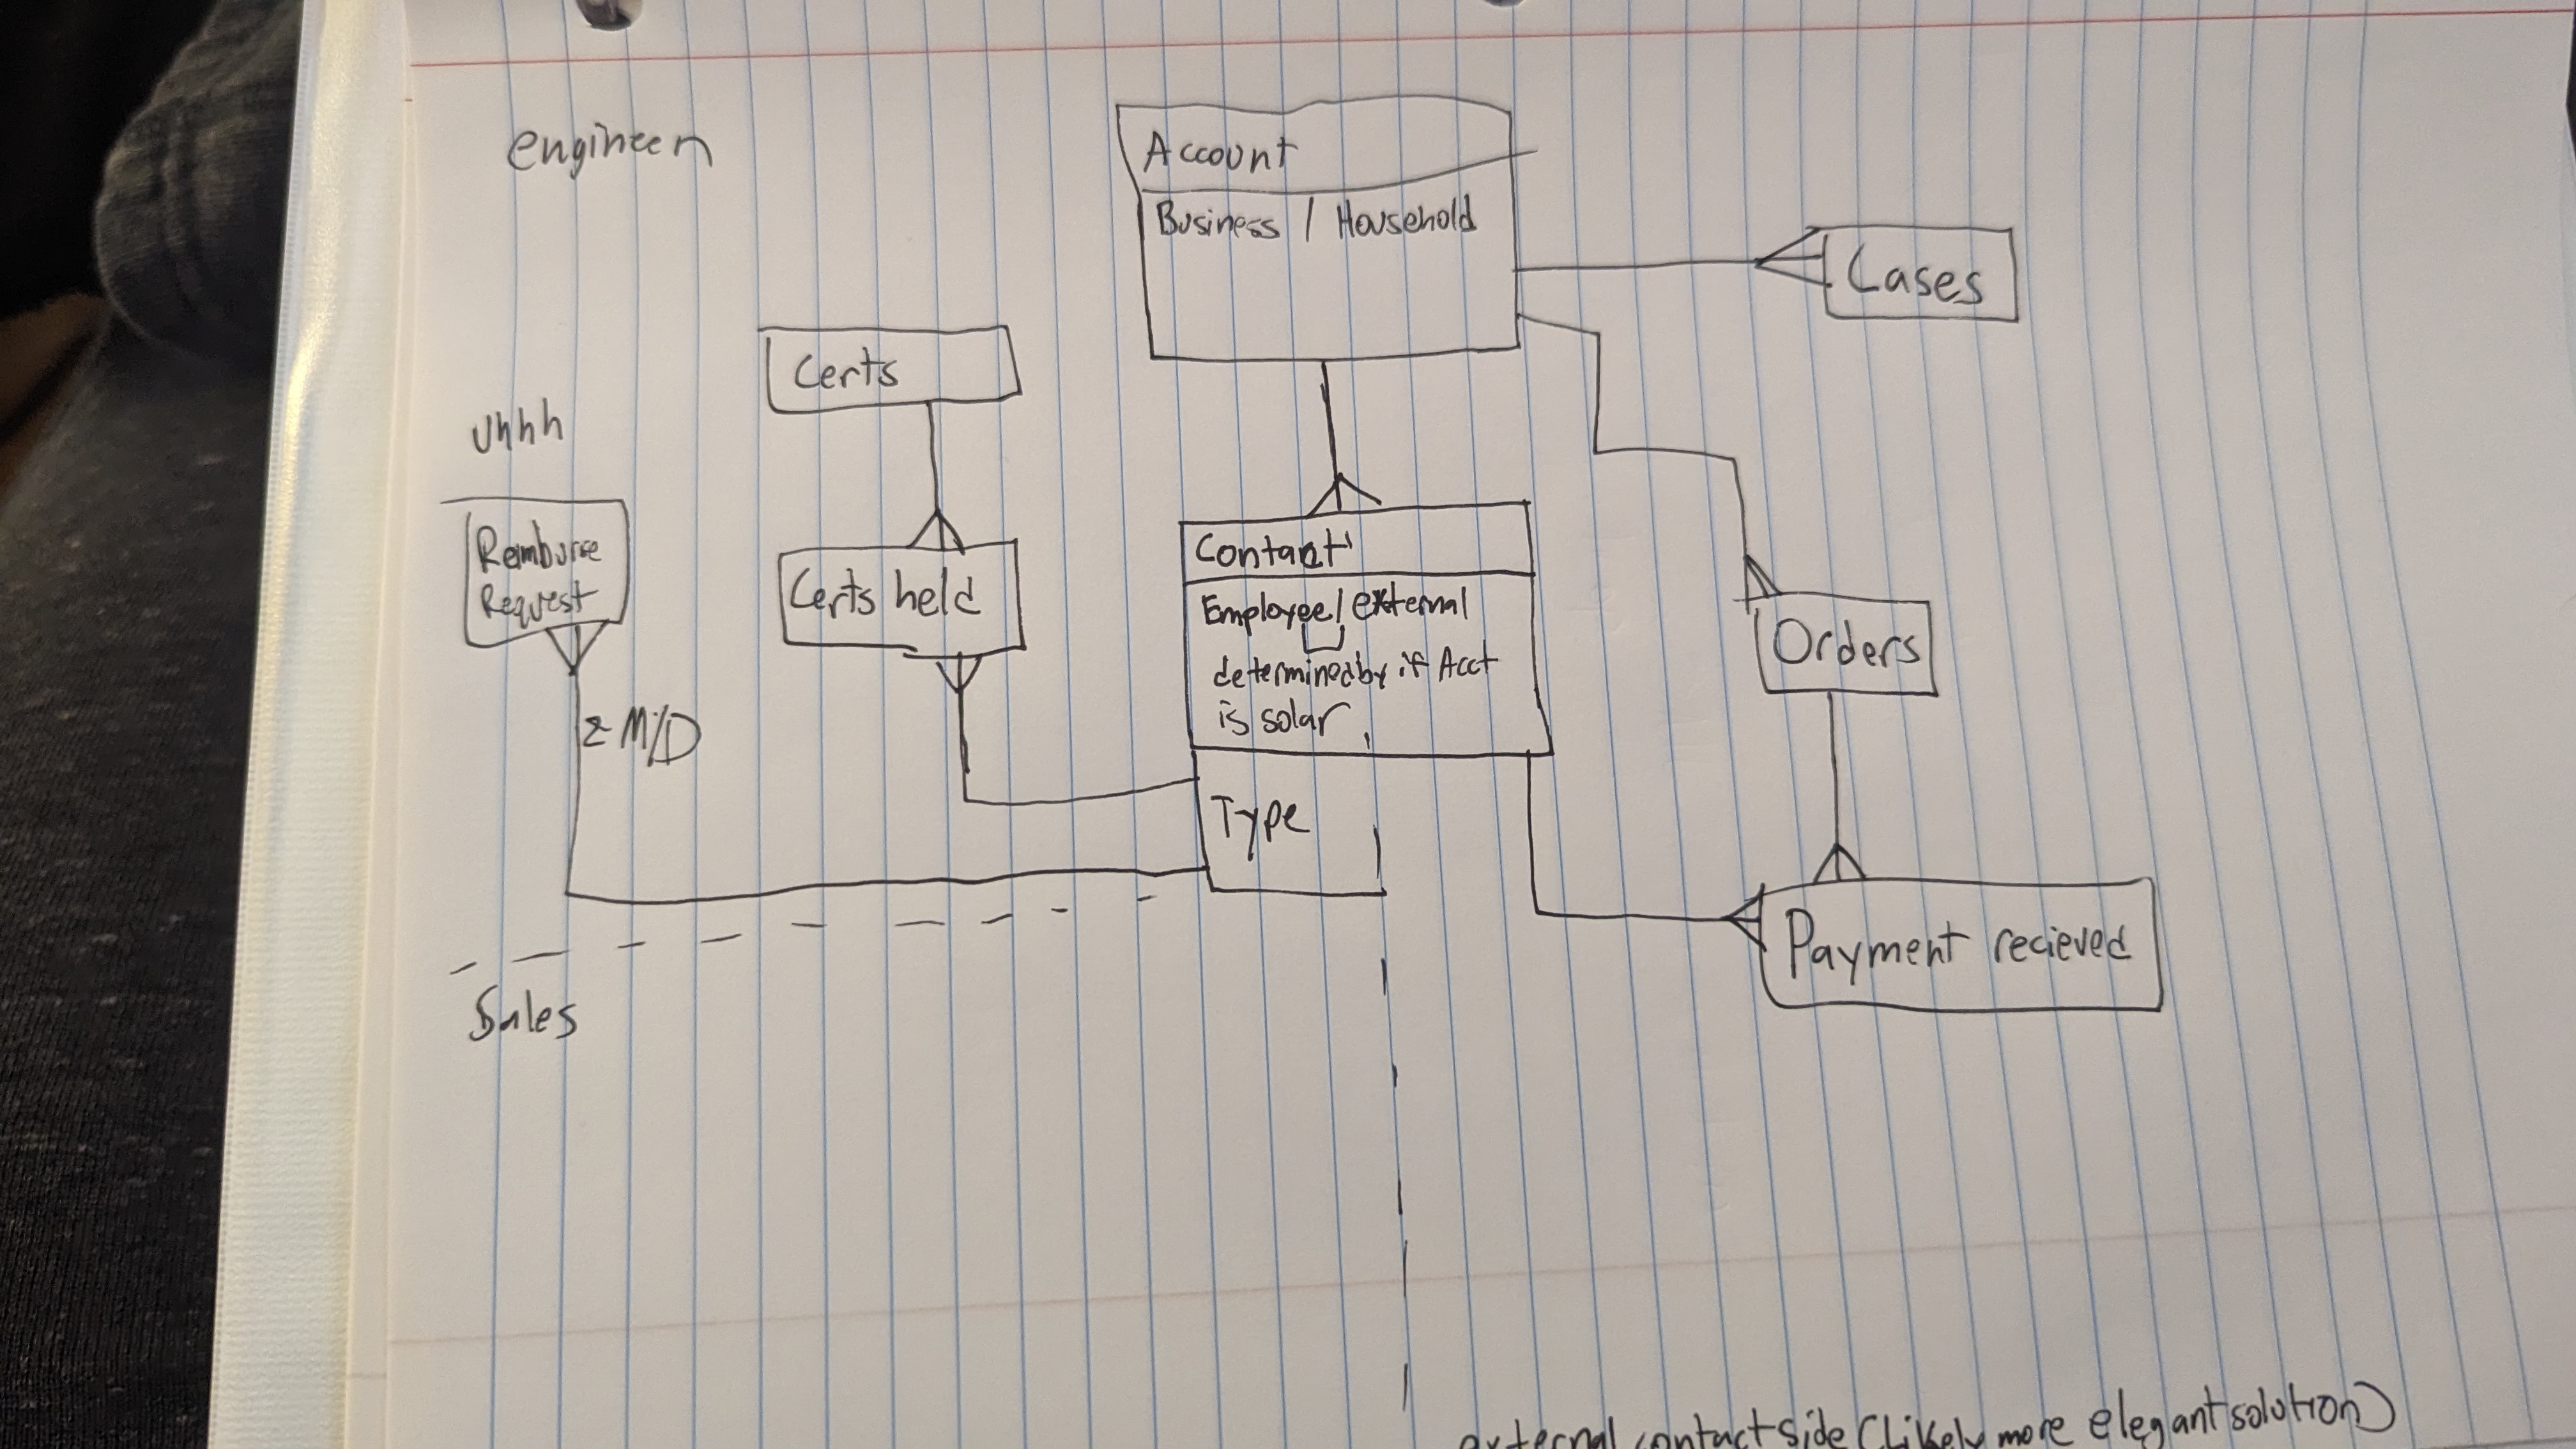 engineer
Account
Business / Household
Cases
Certs
Uhhh
Reimburse
Request
Certs held
Contact
Employee/external
determined by if Acct
is solar
Orders
M/D
Type
Payment recieved
Sales
external contact side (Likely more elegant solution)